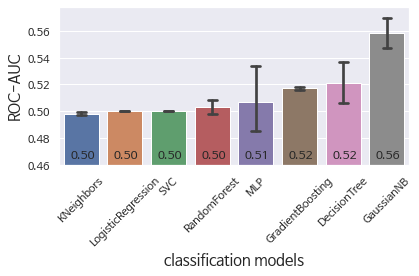 ROC-AUC
0.56
0.54
0.52
0.50
0.48
0.46
0.50 0.50 0.50 0.50 0.51 0.52 0.52 0.56
KNeighbors
LogisticRegression
SVC
RandomForest
MLP
GradientBoosting
DecisionTree
GaussianNB
classification models